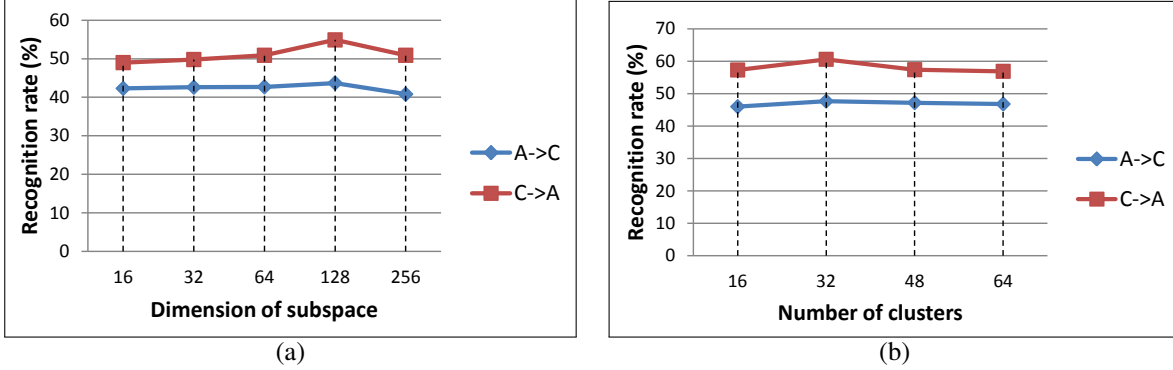 60
50
40
30
20
10
0
Recognition rate (%)
16 32 64 128 256
Dimension of subspace
A->C
C->A
(a)
70
60
50
40
30
20
10
0
Recognition rate (%)
16 32 48 64
Number of clusters
A->C
C->A
(b)